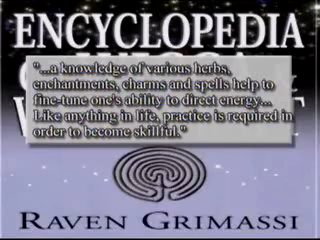 ENCYCLOPEDIA
"...a knowledge of various herbs,
enchantments, charms and spells help to
fine-tune one's ability to direct energy...
Like anything in life, practice is required in
order to become skillful."
RAVEN GRIMASSI